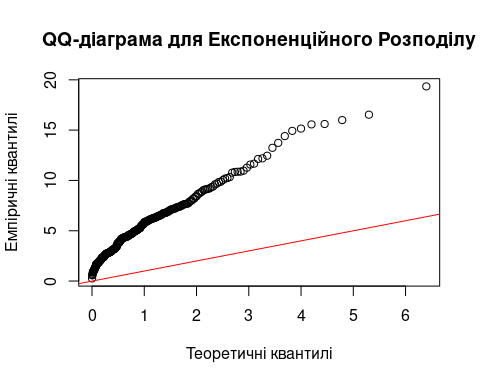 QQ-діаграма для Експоненційного Розподілу
Емпіричні квантилі
20
15
10
5
0
0 1 2 3 4 5 6
Теоретичні квантилі